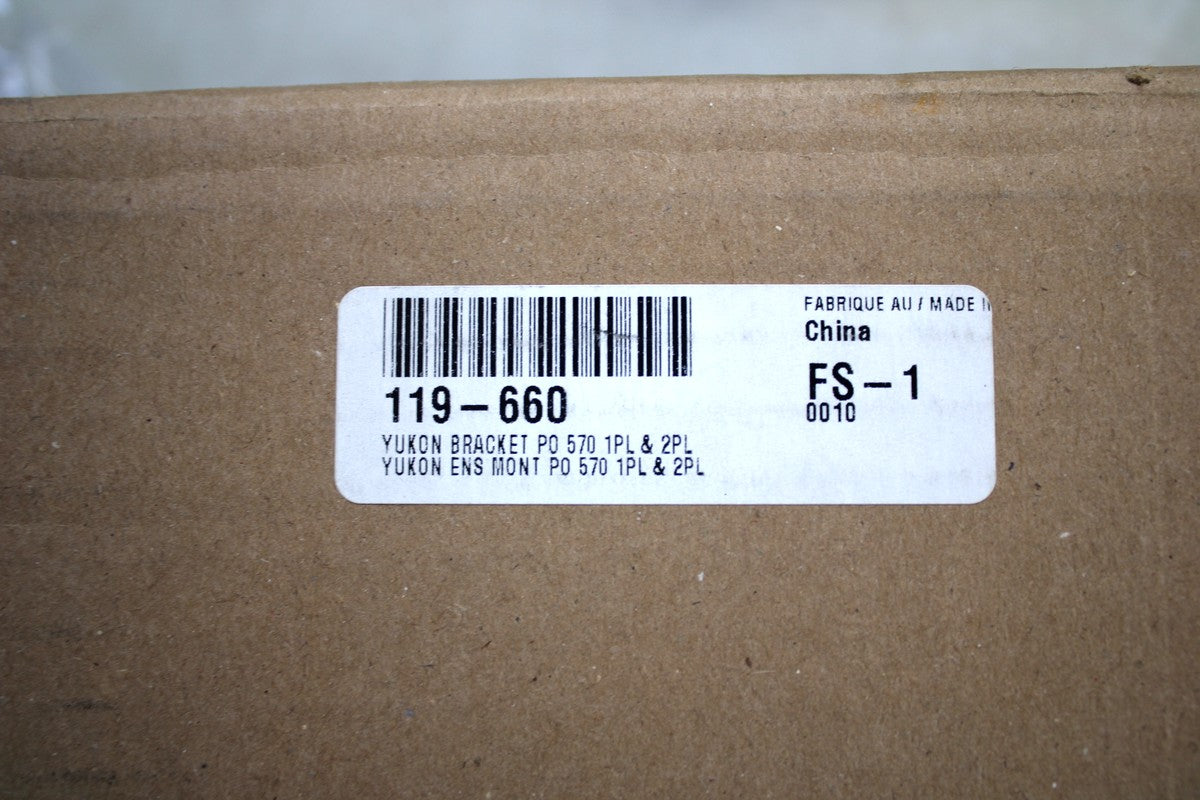 119-660
YUKON BRACKET PO 570 1PL & 2PL
YUKON ENS MONT PO 570 1PL & 2PL
FABRIQUE AU / MADE
China
FS-1
0010